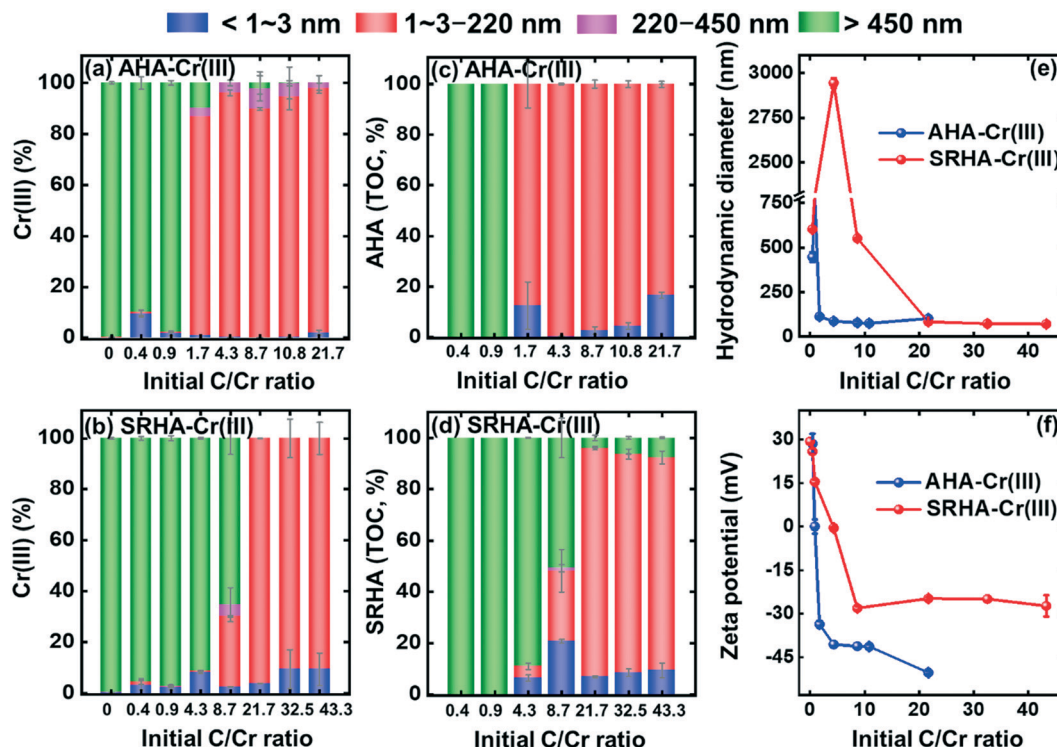 < 1~3 nm 1~3−220 nm 220−450 nm > 450 nm
(a) AHA-Cr(III)
Cr(III) (%)
100
80
60
40
20
0
0 0.4 0.9 1.7 4.3 8.7 10.8 21.7
Initial C/Cr ratio
(c) AHA-Cr(III)
AHA (TOC, %)
100
80
60
40
20
0
0.4 0.9 1.7 4.3 8.7 10.8 21.7
Initial C/Cr ratio
(e)
Hydrodynamic diameter (nm)
3000
2750
2500
750
500
250
0
AHA-Cr(III)
SRHA-Cr(III)
0 10 20 30 40
Initial C/Cr ratio
(b) SRHA-Cr(III)
Cr(III) (%)
100
80
60
40
20
0
0 0.4 0.9 4.3 8.7 21.7 32.5 43.3
Initial C/Cr ratio
(d) SRHA-Cr(III)
SRHA (TOC, %)
100
80
60
40
20
0
0.4 0.9 4.3 8.7 21.7 32.5 43.3
Initial C/Cr ratio
(f)
Zeta potential (mV)
30
15
0
-15
-30
-45
AHA-Cr(III)
SRHA-Cr(III)
0 10 20 30 40
Initial C/Cr ratio